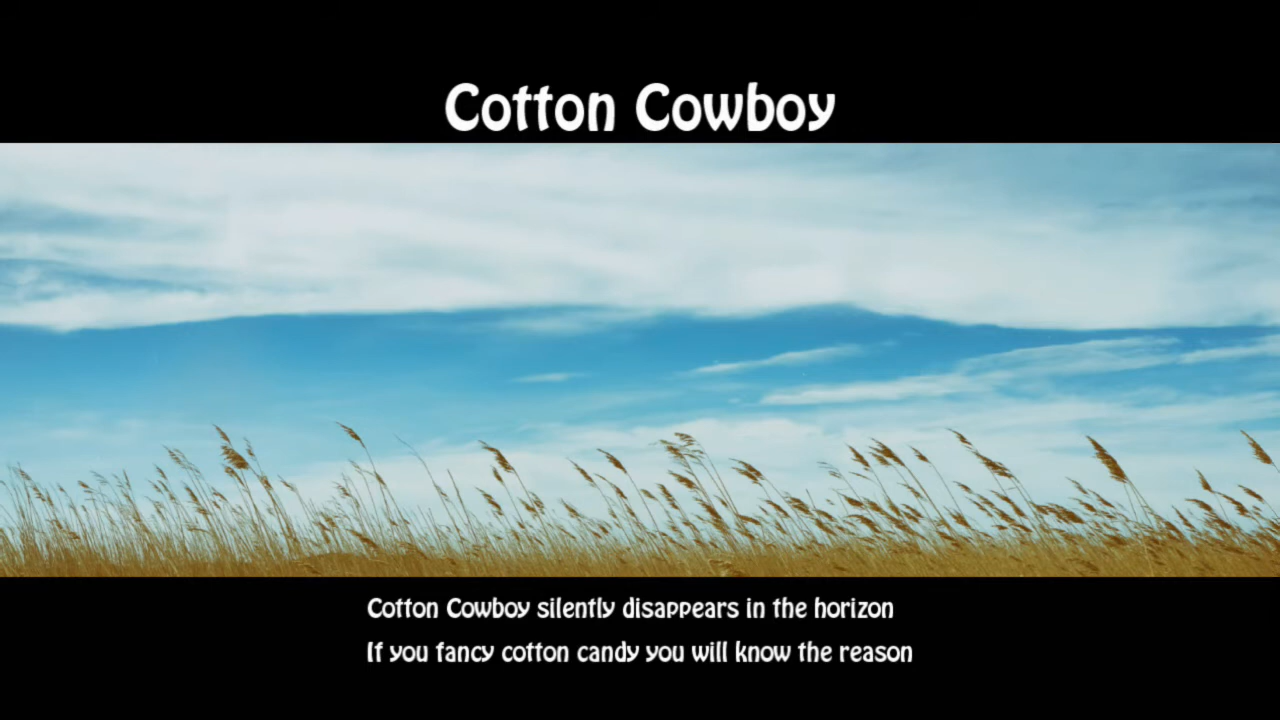 Cotton Cowboy
Cotton Cowboy silently disappears in the horizon
If you fancy cotton candy you will know the reason